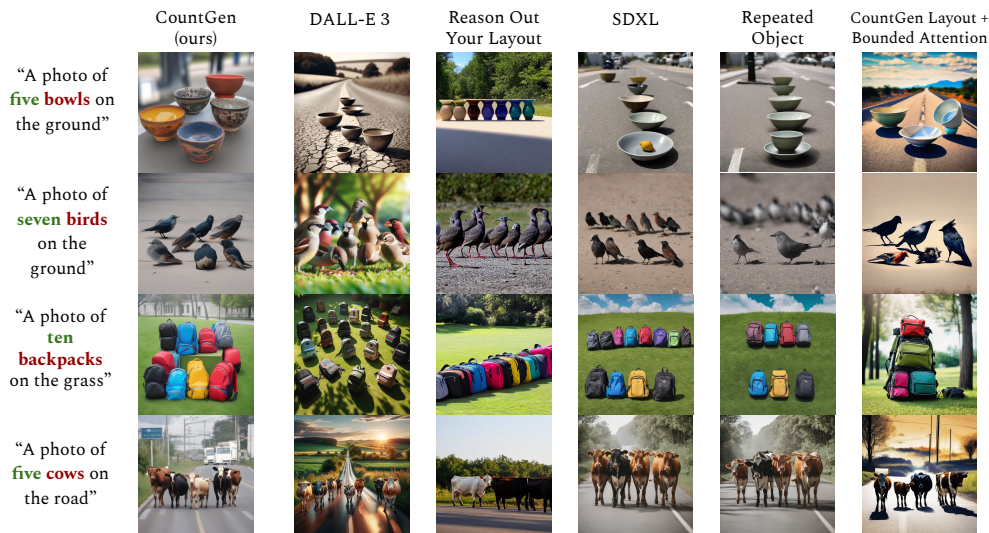 CountGen
(ours)
DALL-E 3
Reason Out
Your Layout
SDXL
Repeated
Object
CountGen Layout +
Bounded Attention
“A photo of
five bowls on
the ground”
“A photo of
seven birds
on the
ground”
“A photo of
ten
backpacks
on the grass”
“A photo of
five cows on
the road”